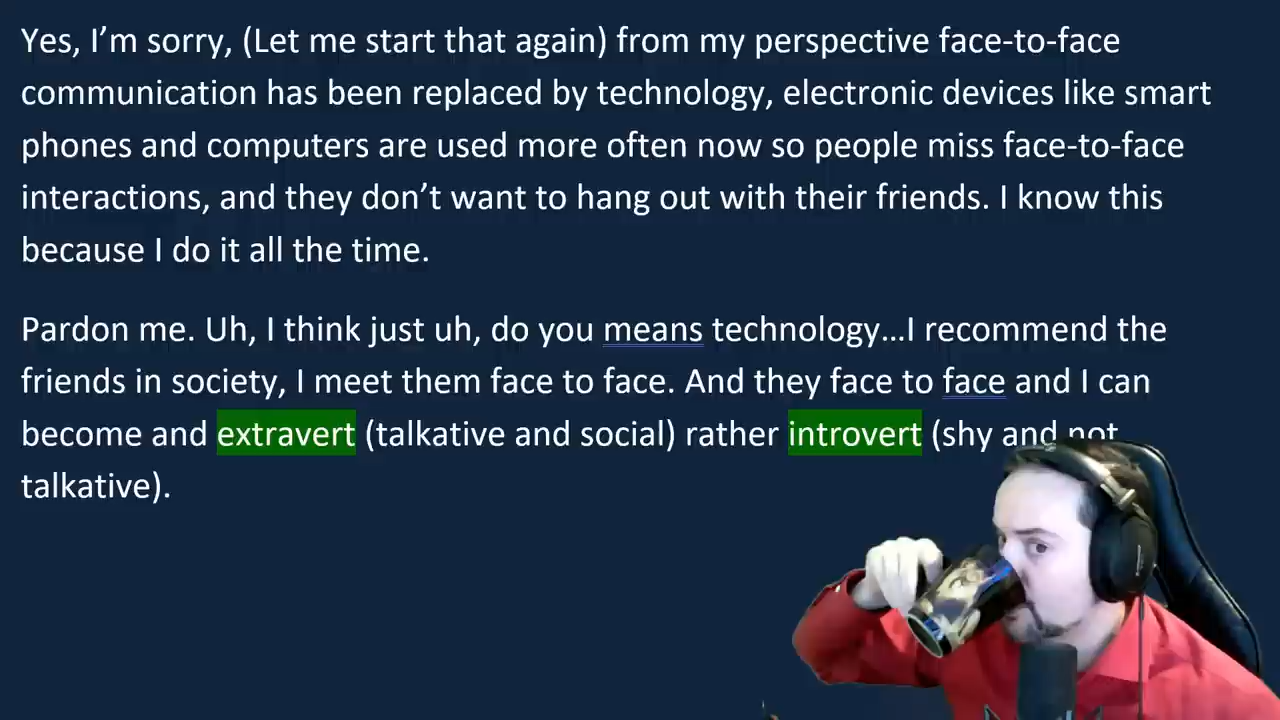 Yes, I’m sorry, (Let me start that again) from my perspective face-to-face
communication has been replaced by technology, electronic devices like smart
phones and computers are used more often now so people miss face-to-face
interactions, and they don’t want to hang out with their friends. I know this
because I do it all the time.
Pardon me. Uh, I think just uh, do you means technology…I recommend the
friends in society, I meet them face to face. And they face to face and I can
become and extravert (talkative and social) rather introvert (shy and not
talkative).